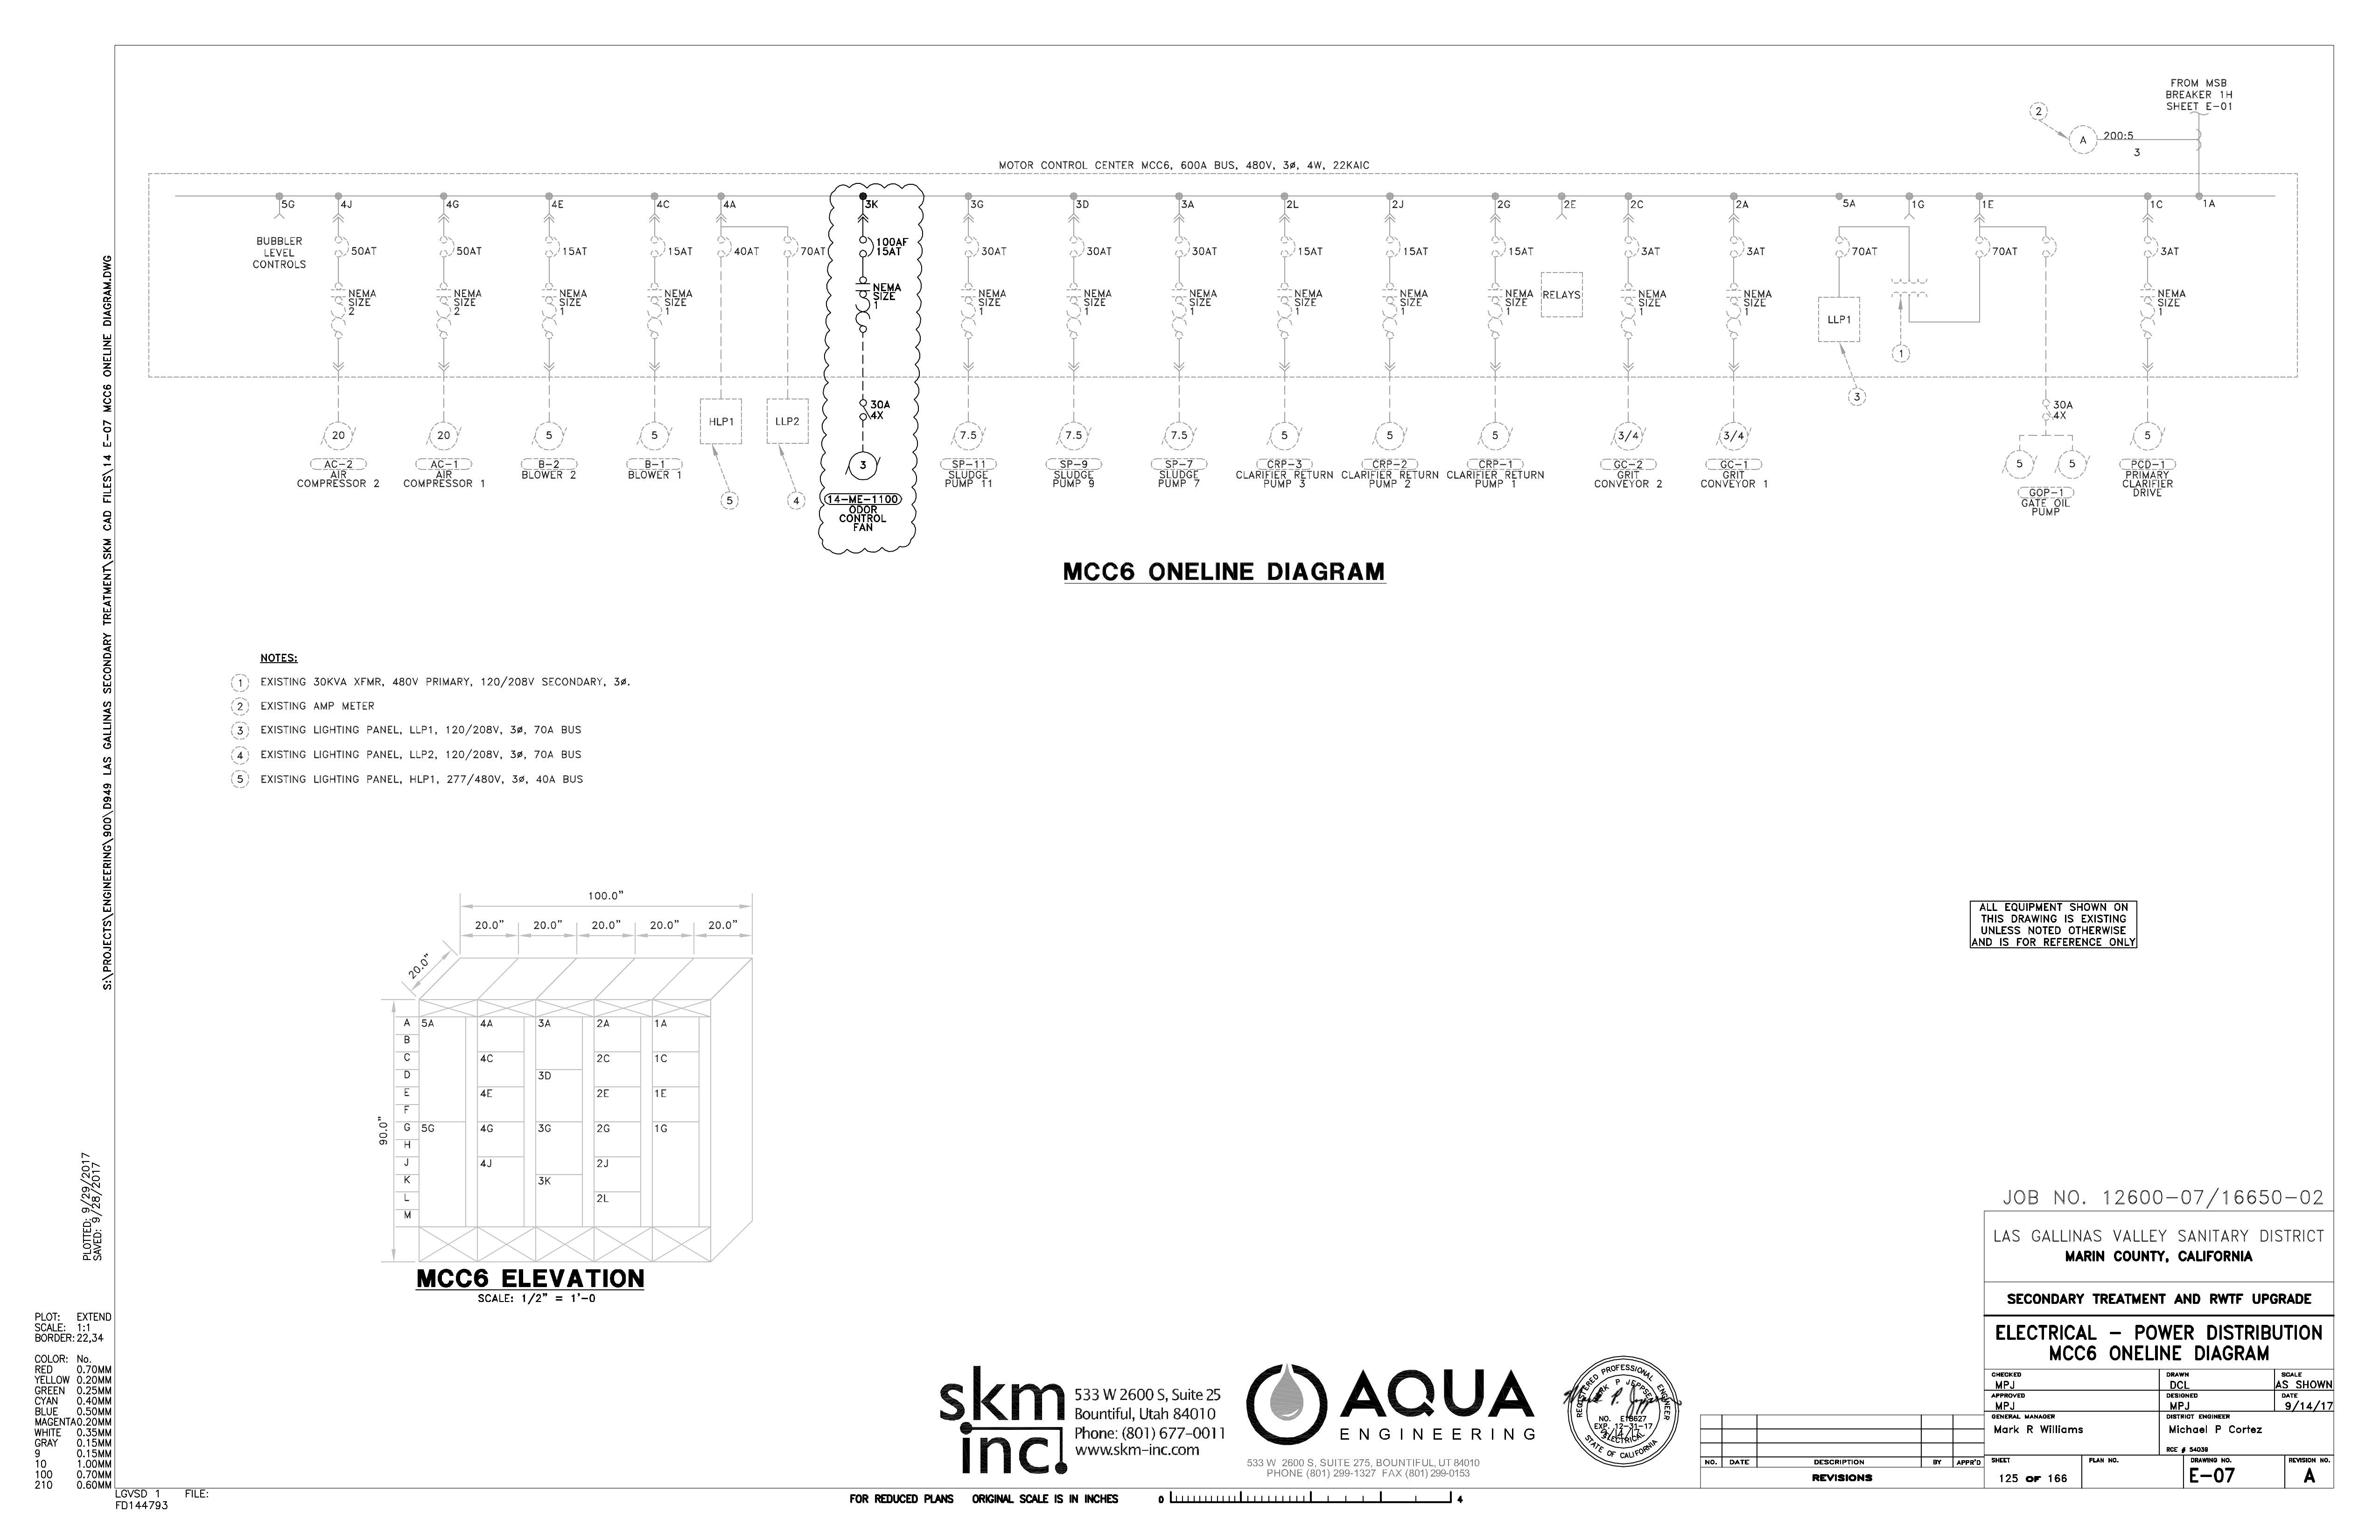 FROM MSB
BREAKER 1H
SHEET E-01
2
A
200:5
3
MOTOR CONTROL CENTER MCC6, 600A BUS, 480V, 3ø, 4W, 22KAIC
5G
4J
4G
4E
4C
4A
3K
3G
3D
3A
2L
2J
2G
2E
2C
2A
5A
1G
1E
1C
1A
BUBBLER
LEVEL
CONTROLS
50AT
50AT
15AT
15AT
40AT
70AT
100AF
15AT
30AT
30AT
30AT
15AT
15AT
15AT
3AT
3AT
70AT
70AT
3AT
NEMA
SIZE
2
NEMA
SIZE
2
NEMA
SIZE
1
NEMA
SIZE
1
NEMA
SIZE
1
NEMA
SIZE
1
NEMA
SIZE
1
NEMA
SIZE
1
NEMA
SIZE
1
NEMA
SIZE
1
NEMA
SIZE
1
RELAYS
NEMA
SIZE
1
NEMA
SIZE
1
LLP1
NEMA
SIZE
1
1
3
HLP1
LLP2
30A
4X
30A
4X
20
20
5
5
3
7.5
7.5
7.5
5
5
5
3/4
3/4
5
5
5
AC-2
AIR
COMPRESSOR 2
AC-1
AIR
COMPRESSOR 1
B-2
BLOWER 2
B-1
BLOWER 1
5
4
14-ME-1100
ODOR
CONTROL
FAN
SP-11
SLUDGE
PUMP 11
SP-9
SLUDGE
PUMP 9
SP-7
SLUDGE
PUMP 7
CRP-3
CLARIFIER RETURN
PUMP 3
CRP-2
CLARIFIER RETURN
PUMP 2
CRP-1
CLARIFIER RETURN
PUMP 1
GC-2
GRIT
CONVEYOR 2
GC-1
GRIT
CONVEYOR 1
GOP-1
GATE OIL
PUMP
PCD-1
PRIMARY
CLARIFIER
DRIVE
MCC6 ONELINE DIAGRAM
NOTES:
1 EXISTING 30KVA XFMR, 480V PRIMARY, 120/208V SECONDARY, 3ø.
2 EXISTING AMP METER
3 EXISTING LIGHTING PANEL, LLP1, 120/208V, 3ø, 70A BUS
4 EXISTING LIGHTING PANEL, LLP2, 120/208V, 3ø, 70A BUS
5 EXISTING LIGHTING PANEL, HLP1, 277/480V, 3ø, 40A BUS
100.0"
20.0" 20.0" 20.0" 20.0" 20.0"
20.0"
90.0"
A 5A 4A 3A 2A 1A
B
C 4C 2C 1C
D 3D
E 4E 2E 1E
F
G 5G 4G 3G 2G 1G
H
J 4J 2J
K 3K
L 2L
M
MCC6 ELEVATION
SCALE: 1/2" = 1'-0
ALL EQUIPMENT SHOWN ON
THIS DRAWING IS EXISTING
UNLESS NOTED OTHERWISE
AND IS FOR REFERENCE ONLY
S:\PROJECTS\ENGINEERING\900\D949 LAS GALLINAS SECONDARY TREATMENT\SKM CAD FILES\14 E-07 MCC6 ONELINE DIAGRAM.DWG
PLOTTED: 9/29/2017
SAVED: 9/28/2017
PLOT: EXTEND
SCALE: 1:1
BORDER: 22,34
COLOR: No.
RED 0.70MM
YELLOW 0.20MM
GREEN 0.25MM
CYAN 0.40MM
BLUE 0.50MM
MAGENTA 0.20MM
WHITE 0.35MM
GRAY 0.15MM
9 0.15MM
10 1.00MM
100 0.70MM
210 0.60MM
LGVSD 1 FILE:
FD144793
skm
inc.
533 W 2600 S, Suite 25
Bountiful, Utah 84010
Phone: (801) 677-0011
www.skm-inc.com
AQUA
ENGINEERING
533 W 2600 S, SUITE 275, BOUNTIFUL, UT 84010
PHONE (801) 299-1327 FAX (801) 299-0153
REGISTERED PROFESSIONAL ENGINEER
MARK P JEPPSEN
NO. E18627
EXP. 12-31-17
9/14/17
ELECTRICAL
STATE OF CALIFORNIA
FOR REDUCED PLANS ORIGINAL SCALE IS IN INCHES 0 4
JOB NO. 12600-07/16650-02
LAS GALLINAS VALLEY SANITARY DISTRICT
MARIN COUNTY, CALIFORNIA
SECONDARY TREATMENT AND RWTF UPGRADE
ELECTRICAL - POWER DISTRIBUTION
MCC6 ONELINE DIAGRAM
CHECKED
MPJ
DRAWN
DCL
SCALE
AS SHOWN
APPROVED
MPJ
DESIGNED
MPJ
DATE
9/14/17
GENERAL MANAGER
Mark R Williams
DISTRICT ENGINEER
Michael P Cortez
RCE # 54038
NO. DATE DESCRIPTION BY APPR'D
REVISIONS
SHEET
125 OF 166
PLAN NO.
DRAWING NO.
E-07
REVISION NO.
A